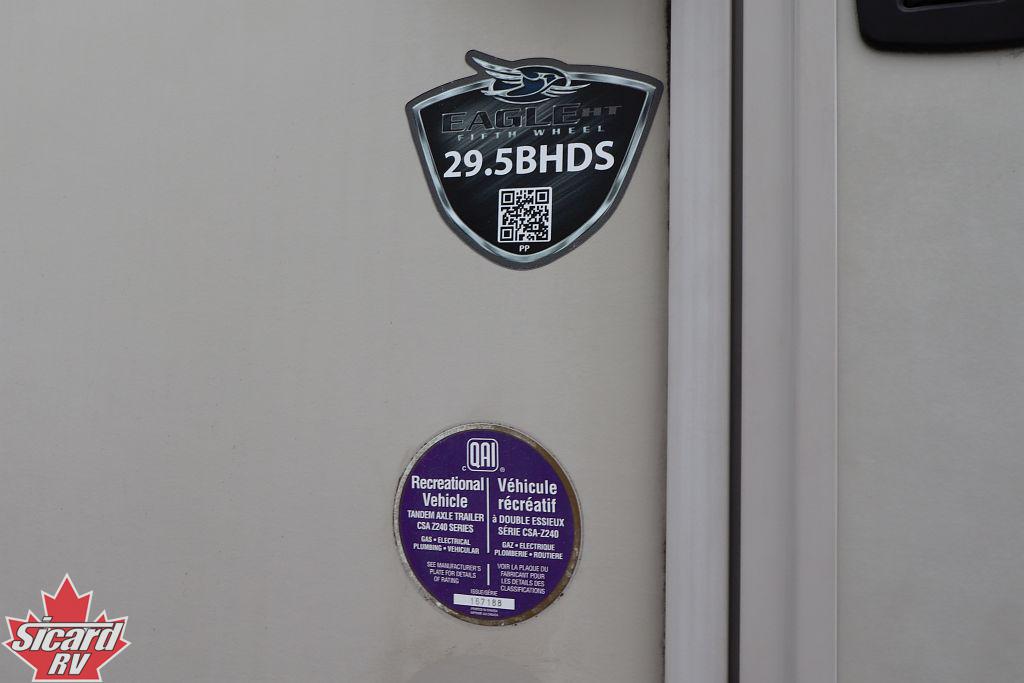 EAGLE HT
FIFTH WHEEL
29.5BHDS
PP
C QAI ®
Recreational
Vehicle
TANDEM AXLE TRAILER
CSA Z240 SERIES
GAS • ELECTRICAL
PLUMBING • VEHICULAR
SEE MANUFACTURER'S
PLATE FOR DETAILS
OF RATING
Véhicule
récréatif
à DOUBLE ESSIEUX
SÉRIE CSA-Z240
GAZ • ELECTRIQUE
PLOMBERIE • ROUTIERE
VOIR LA PLAQUE DU
FABRICANT POUR
LES DETAILS DES
CLASSIFICATIONS
ISSUE/SÉRIE
167188
Sicard
RV